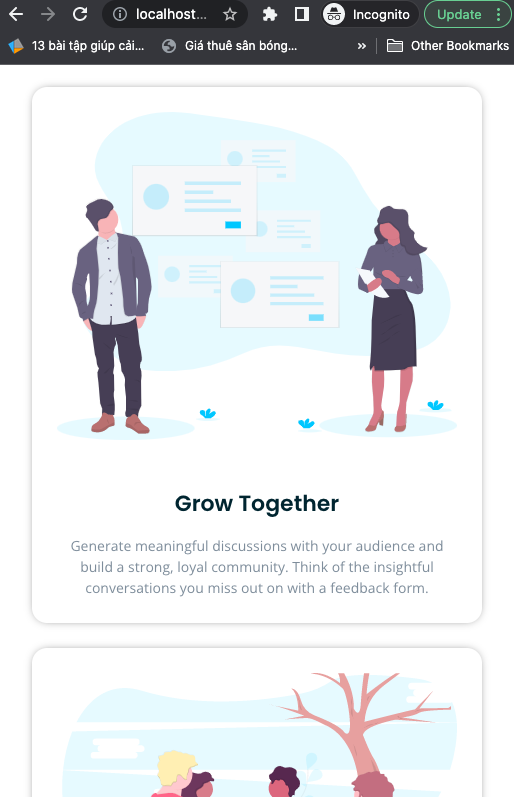 localhost...
Incognito
Update
13 bài tập giúp cải...
Giá thuê sân bóng...
»
Other Bookmarks
Grow Together
Generate meaningful discussions with your audience and
build a strong, loyal community. Think of the insightful
conversations you miss out on with a feedback form.